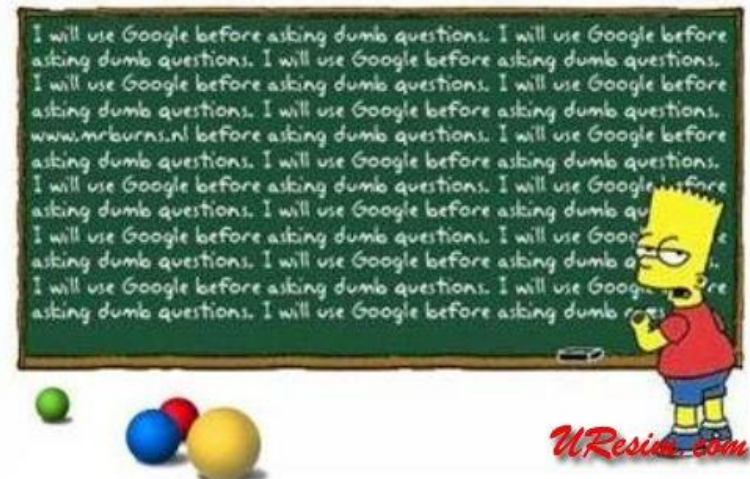 I will use Google before asking dumb questions. I will use Google before
asking dumb questions. I will use Google before asking dumb questions.
I will use Google before asking dumb questions. I will use Google before
asking dumb questions. I will use Google before asking dumb questions.
www.mrburns.nl before asking dumb questions. I will use Google before
asking dumb questions. I will use Google before asking dumb questions.
I will use Google before asking dumb questions. I will use Google before
asking dumb questions. I will use Google before asking dumb
I will use Google before asking dumb questions. I will use
asking dumb questions. I will use Google before asking dumb
I will use Google before asking dumb questions. I will use
asking dumb questions. I will use Google before asking dumb
UResim.com